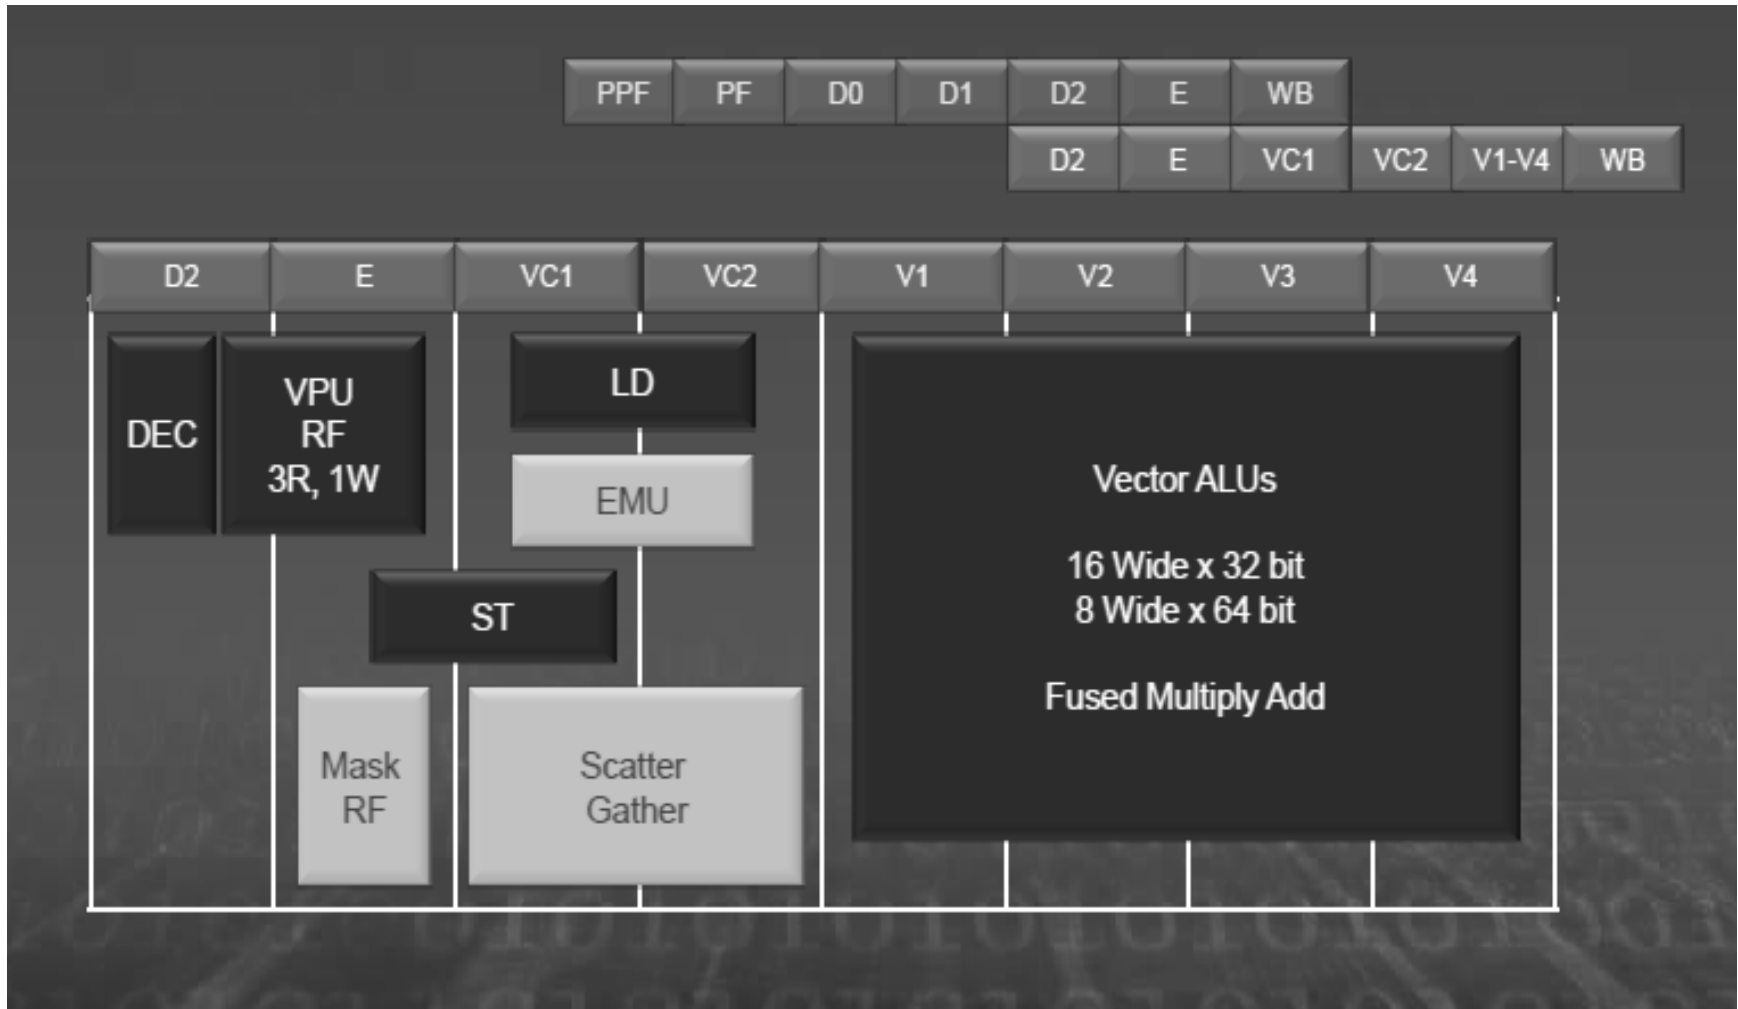 PPF PF D0 D1 D2 E WB
D2 E VC1 VC2 V1-V4 WB
D2 E VC1 VC2 V1 V2 V3 V4
DEC
VPU
RF
3R, 1W
LD
EMU
ST
Mask
RF
Scatter
Gather
Vector ALUs
16 Wide x 32 bit
8 Wide x 64 bit
Fused Multiply Add